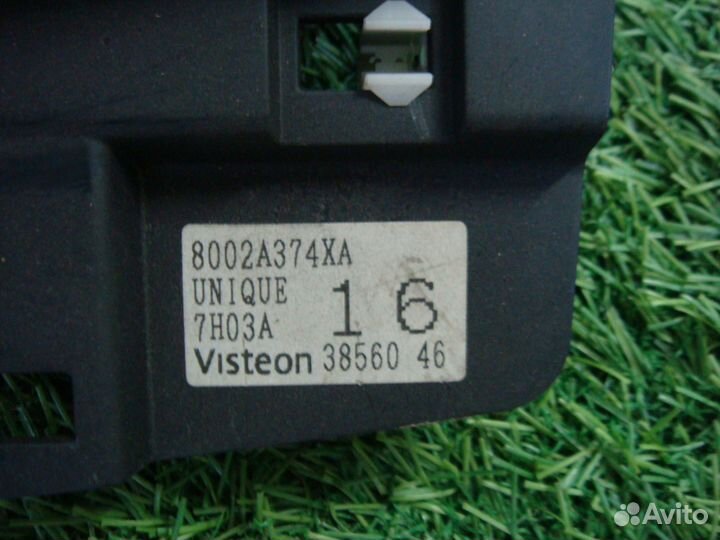 8002A374XA
UNIQUE
7H03A 16
Visteon 38560 46
Avito